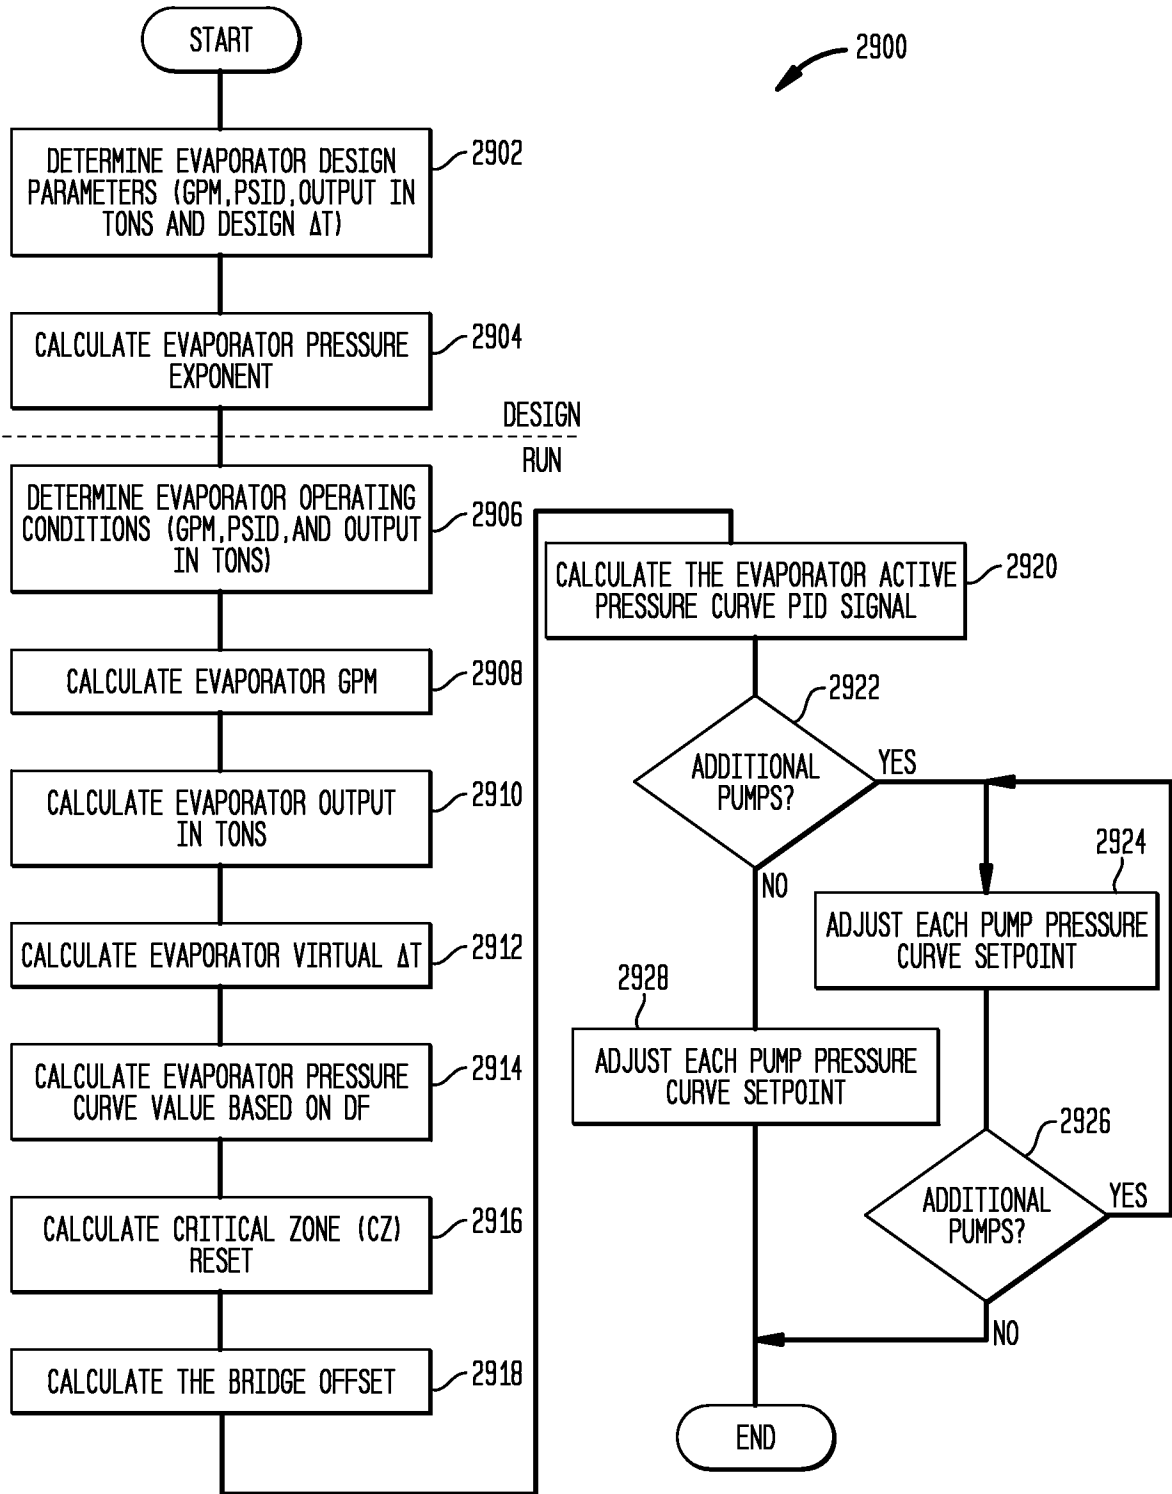 START
2900
DETERMINE EVAPORATOR DESIGN
PARAMETERS (GPM,PSID,OUTPUT IN
TONS AND DESIGN ΔT)
2902
CALCULATE EVAPORATOR PRESSURE
EXPONENT
2904
DESIGN
RUN
DETERMINE EVAPORATOR OPERATING
CONDITIONS (GPM,PSID,AND OUTPUT
IN TONS)
2906
CALCULATE EVAPORATOR GPM
2908
CALCULATE EVAPORATOR OUTPUT
IN TONS
2910
CALCULATE EVAPORATOR VIRTUAL ΔT
2912
CALCULATE EVAPORATOR PRESSURE
CURVE VALUE BASED ON DF
2914
CALCULATE CRITICAL ZONE (CZ)
RESET
2916
CALCULATE THE BRIDGE OFFSET
2918
CALCULATE THE EVAPORATOR ACTIVE
PRESSURE CURVE PID SIGNAL
2920
ADDITIONAL
PUMPS?
2922
YES
NO
2924
ADJUST EACH PUMP PRESSURE
CURVE SETPOINT
2928
ADJUST EACH PUMP PRESSURE
CURVE SETPOINT
2926
ADDITIONAL
PUMPS?
YES
NO
END